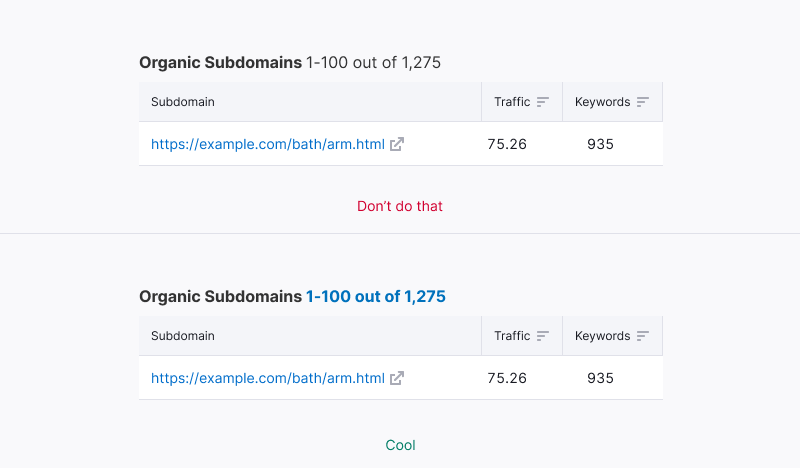 Organic Subdomains 1-100 out of 1,275
Subdomain Traffic Keywords
https://example.com/bath/arm.html 75.26 935
Don’t do that
Organic Subdomains 1-100 out of 1,275
Subdomain Traffic Keywords
https://example.com/bath/arm.html 75.26 935
Cool